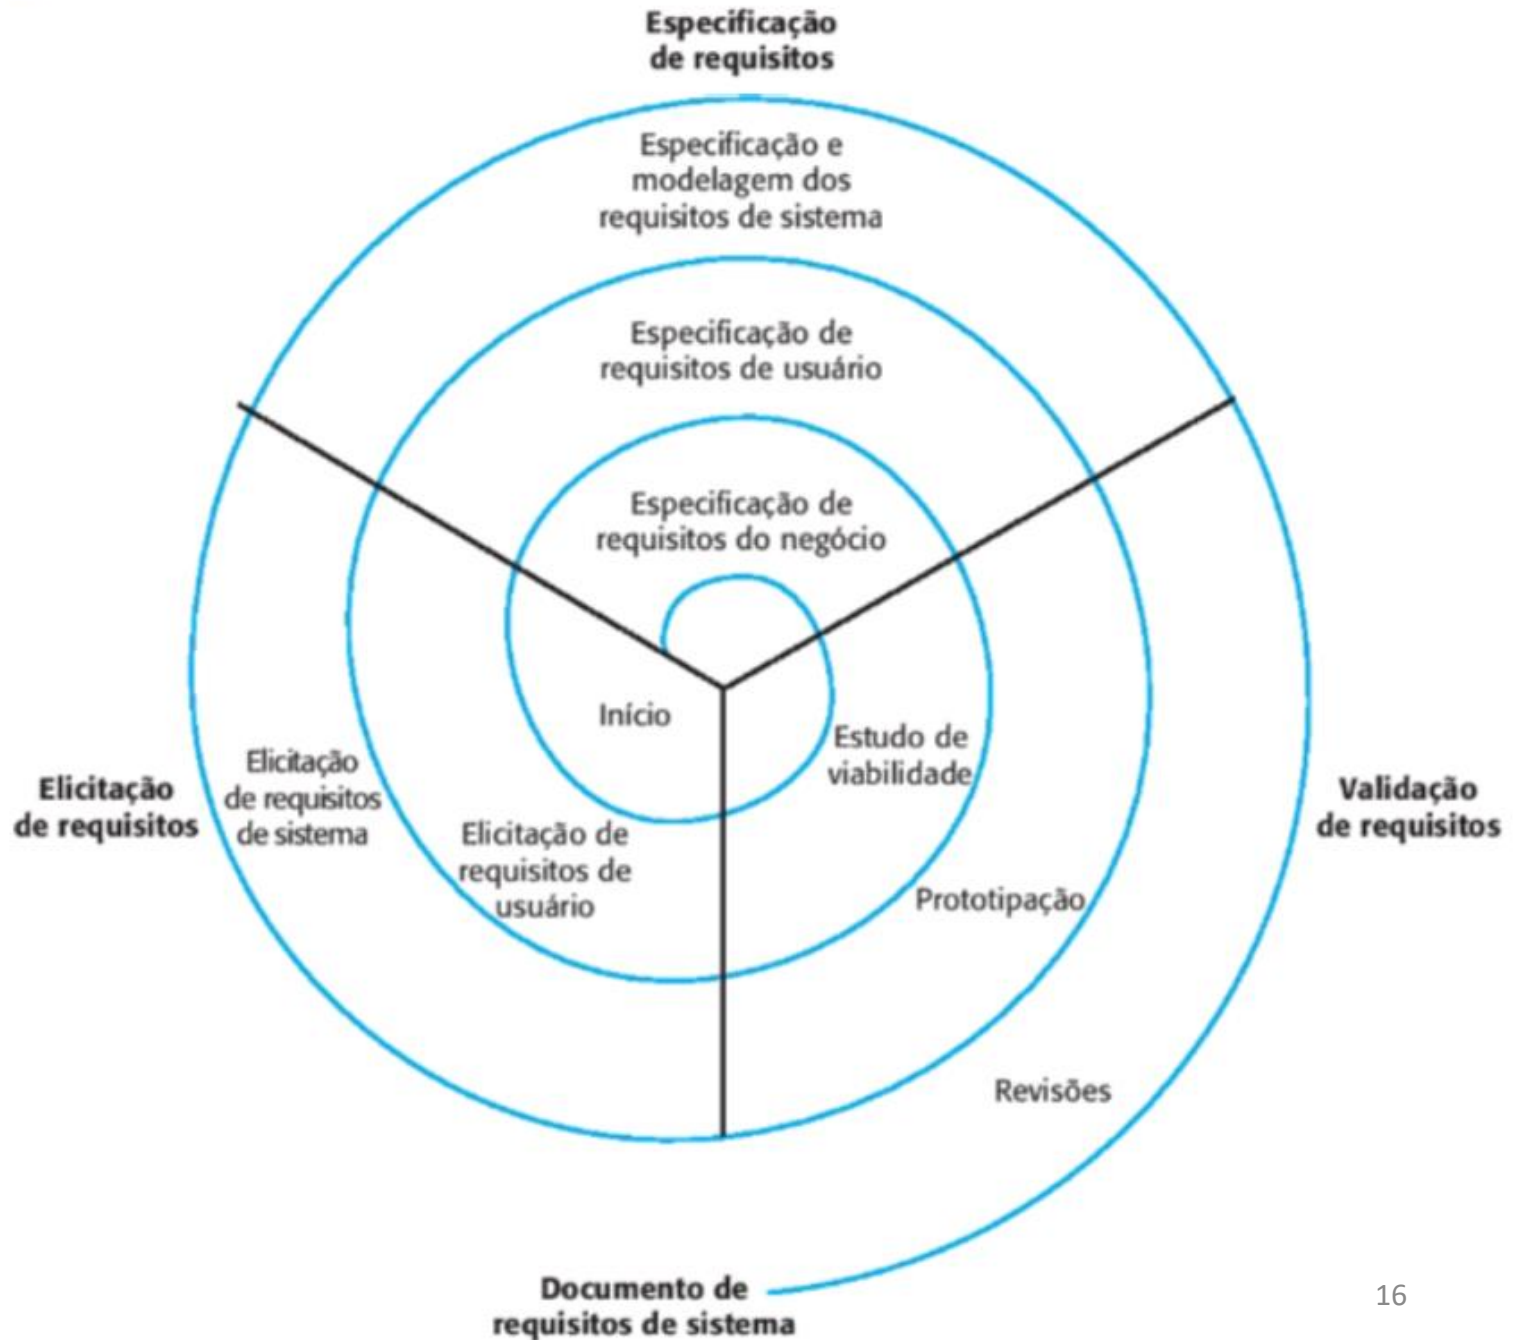 Especificação
de requisitos
Especificação e
modelagem dos
requisitos de sistema
Especificação de
requisitos de usuário
Especificação de
requisitos do negócio
Início
Estudo de
viabilidade
Elicitação
de requisitos
Elicitação
de requisitos
de sistema
Elicitação de
requisitos de
usuário
Validação
de requisitos
Prototipação
Revisões
Documento de
requisitos de sistema
16